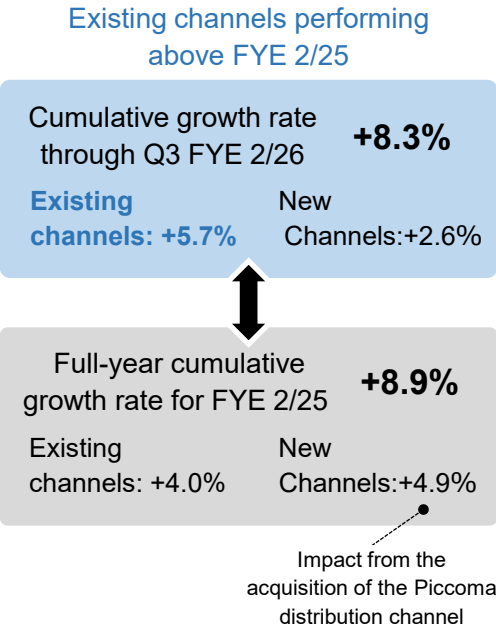 Existing channels performing
above FYE 2/25
Cumulative growth rate
through Q3 FYE 2/26
+8.3%
Existing
channels: +5.7%
New
Channels:+2.6%
Full-year cumulative
growth rate for FYE 2/25
+8.9%
Existing
channels: +4.0%
New
Channels:+4.9%
Impact from the
acquisition of the Piccoma
distribution channel